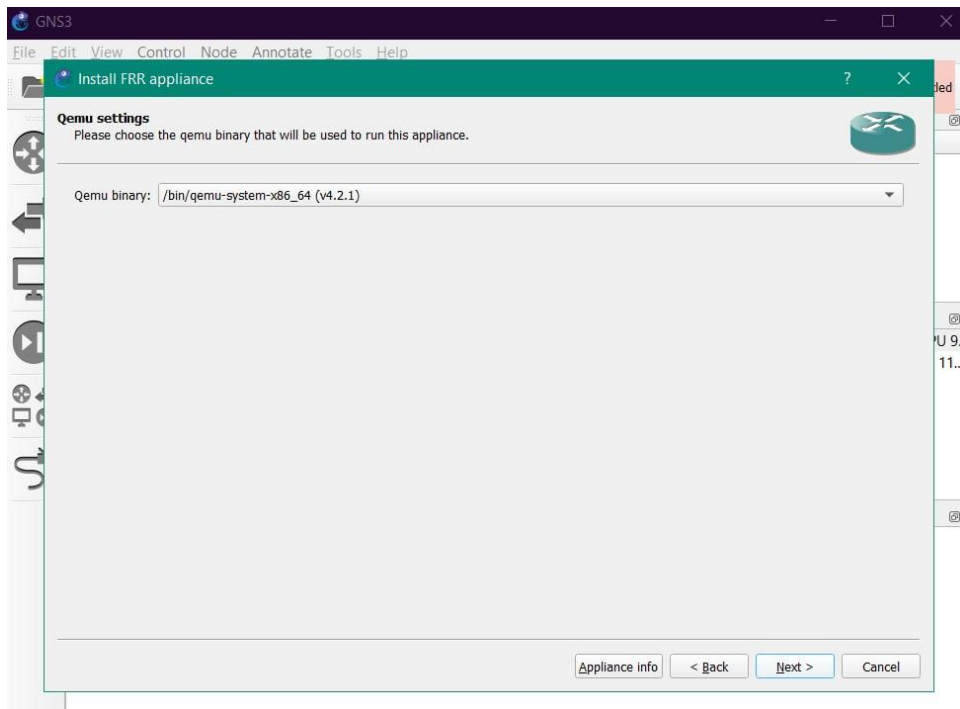 GNS3
File Edit View Control Node Annotate Tools Help
Install FRR appliance
?
Qemu settings
Please choose the qemu binary that will be used to run this appliance.
Qemu binary: /bin/qemu-system-x86_64 (v4.2.1)
11..
Appliance info < Back Next > Cancel